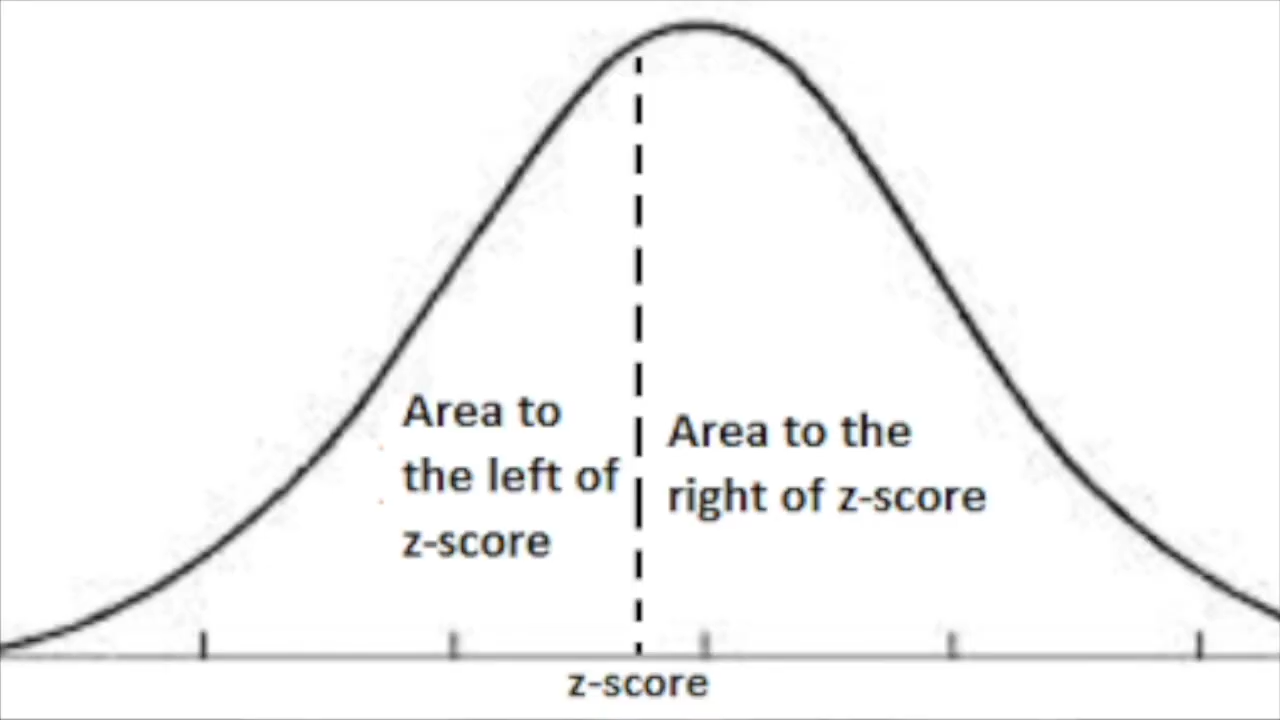 Area to
the left of
z-score
Area to the
right of z-score
z-score